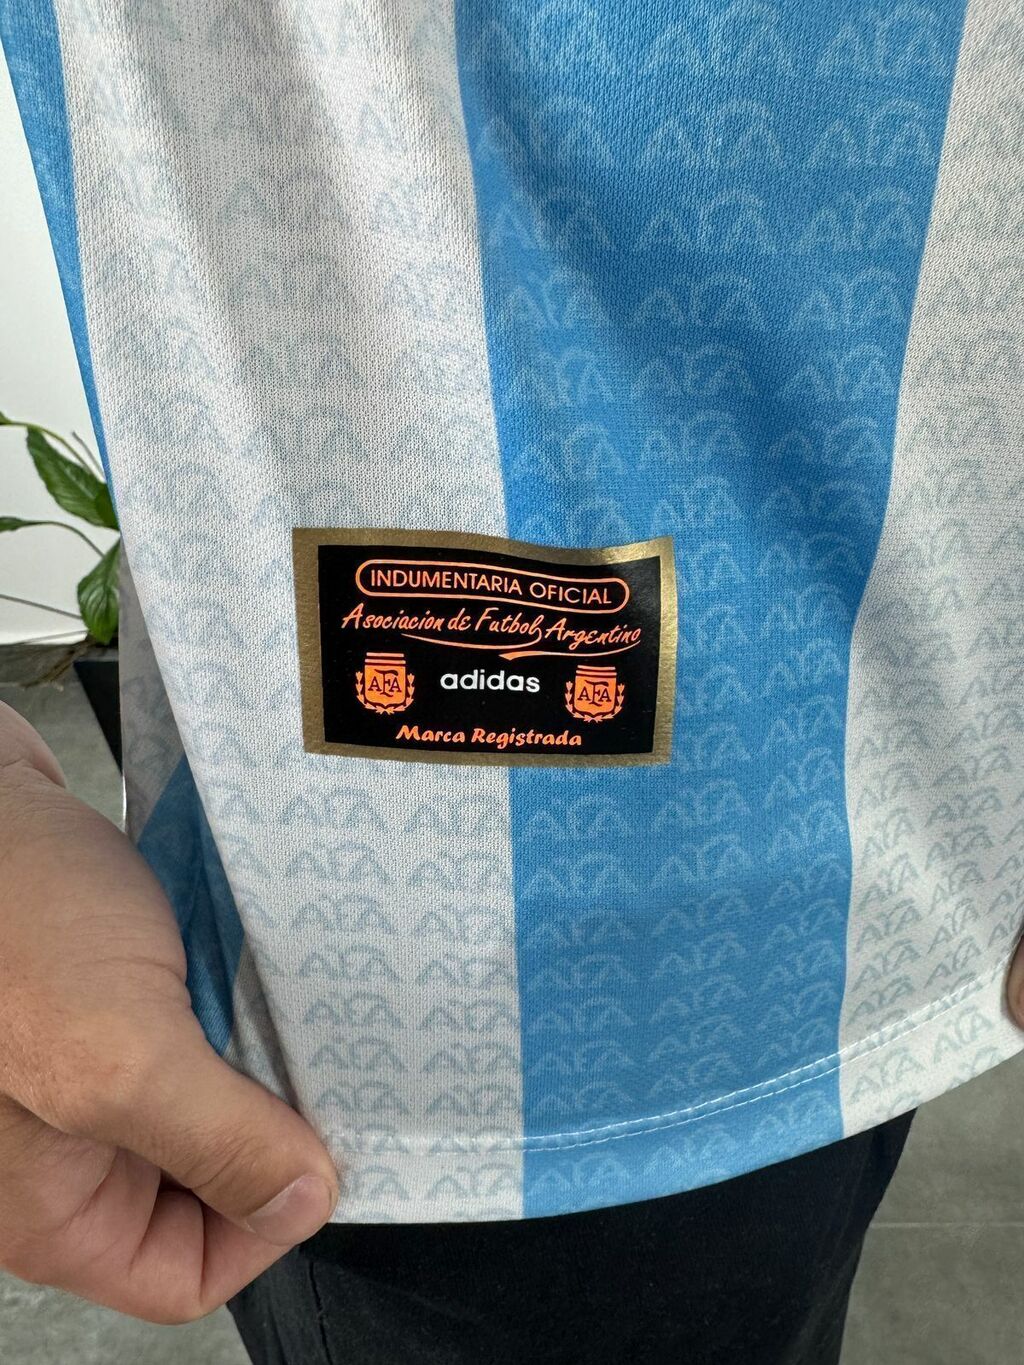 INDUMENTARIA OFICIAL
Asociacion de Futbol Argentino
adidas
AFA AFA
Marca Registrada